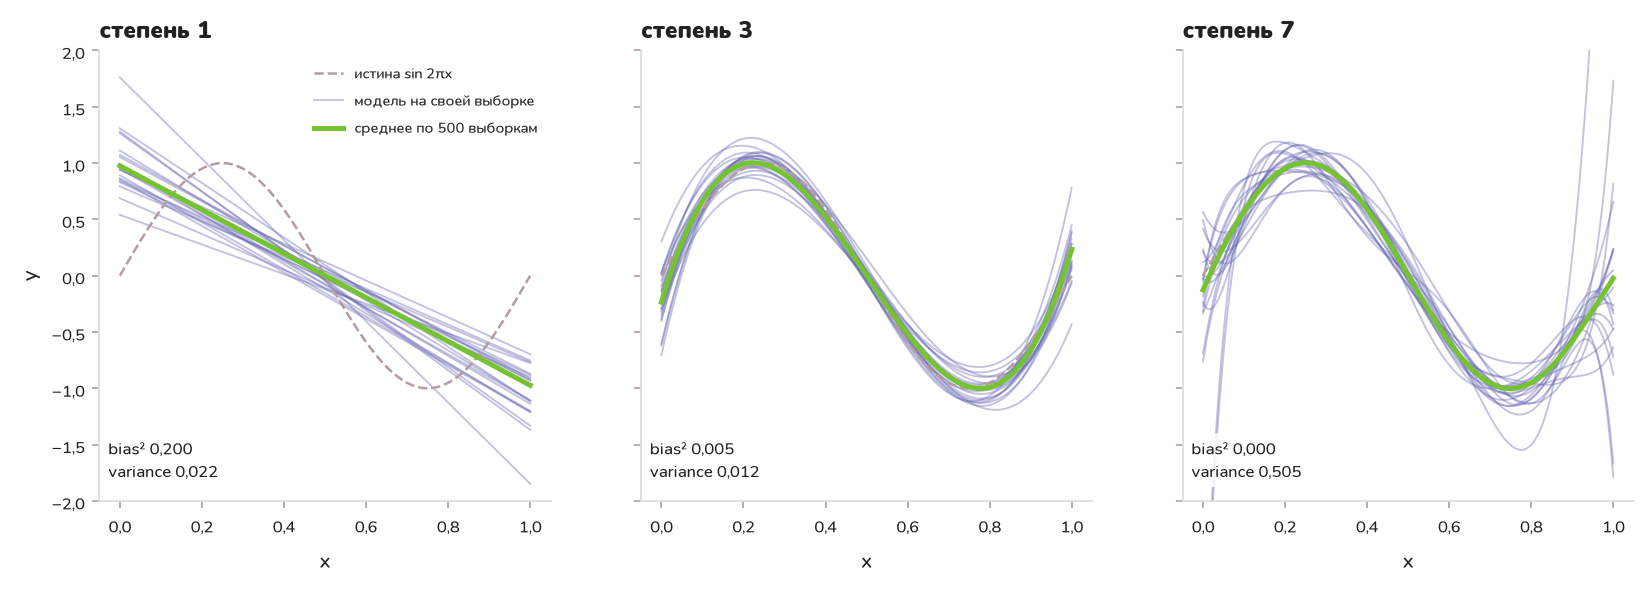 степень 1
степень 3
степень 7
истина sin 2πx
модель на своей выборке
среднее по 500 выборкам
y
2,0
1,5
1,0
0,5
0,0
−0,5
−1,0
−1,5
−2,0
bias² 0,200
variance 0,022
bias² 0,005
variance 0,012
bias² 0,000
variance 0,505
0,0 0,2 0,4 0,6 0,8 1,0
0,0 0,2 0,4 0,6 0,8 1,0
0,0 0,2 0,4 0,6 0,8 1,0
x
x
x